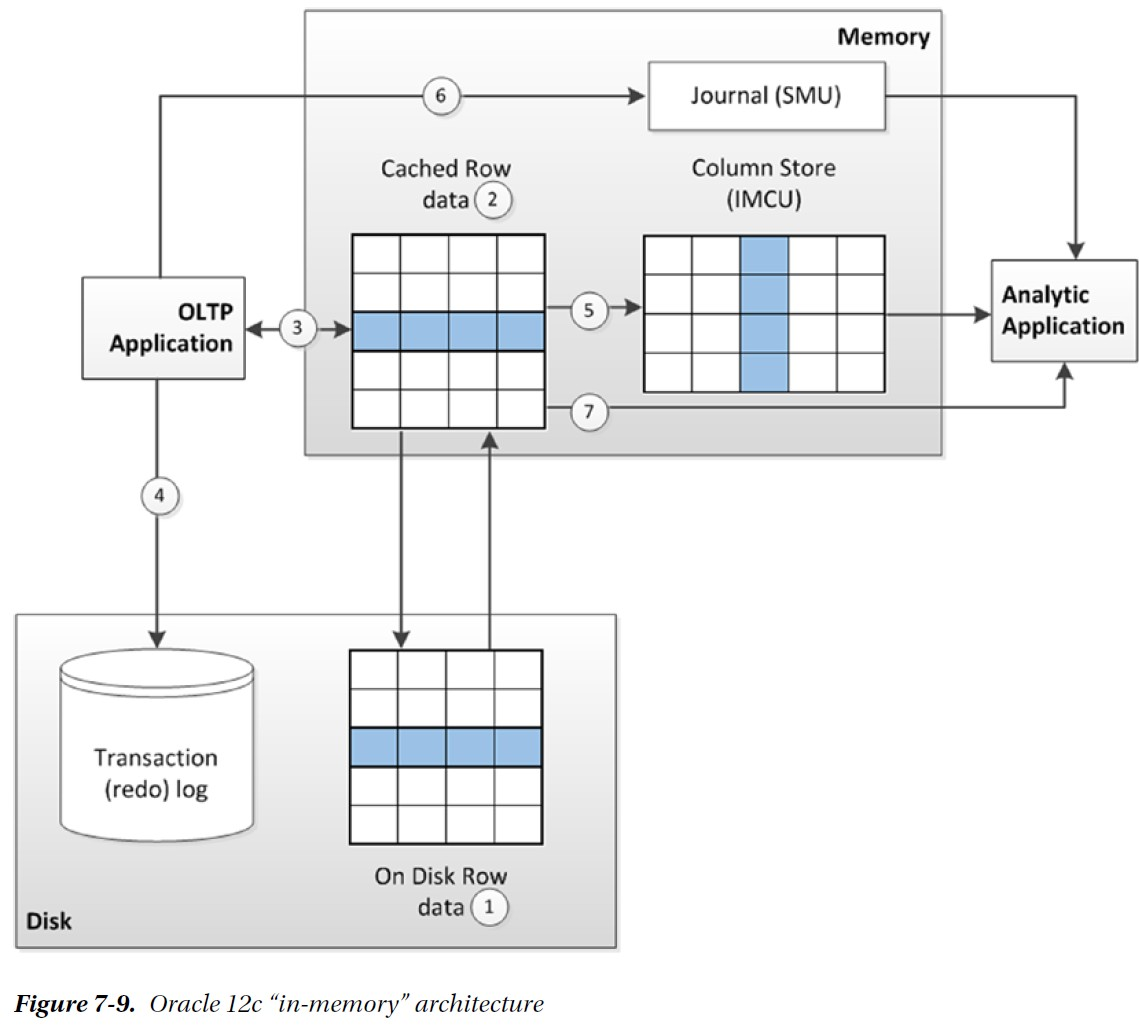 Memory
6
Journal (SMU)
Cached Row
data 2
Column Store
(IMCU)
OLTP
Application
3
5
Analytic
Application
7
4
Transaction
(redo) log
On Disk Row
data 1
Disk
Figure 7-9. Oracle 12c “in-memory” architecture